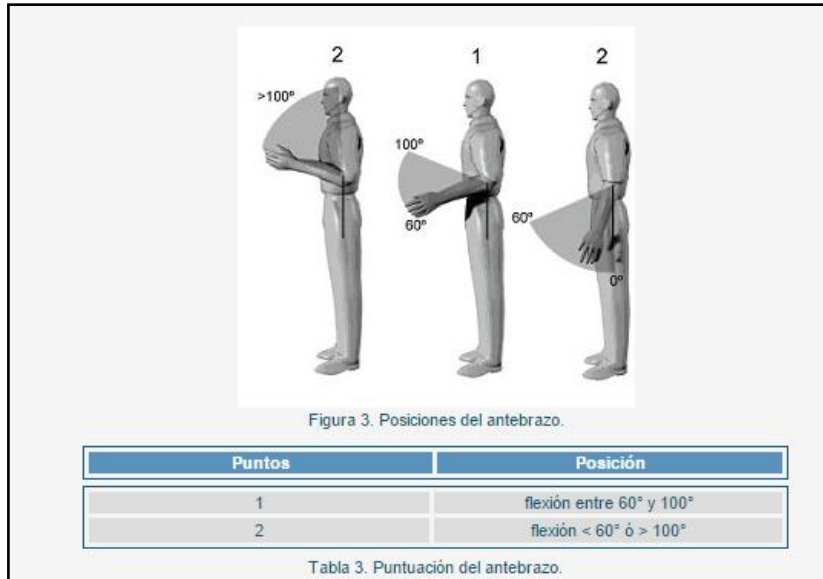 2 1 2
>100º
100º
60º
60º
0º
Figura 3. Posiciones del antebrazo.
Puntos Posición
1 flexión entre 60° y 100°
2 flexión < 60° ó > 100°
Tabla 3. Puntuación del antebrazo.